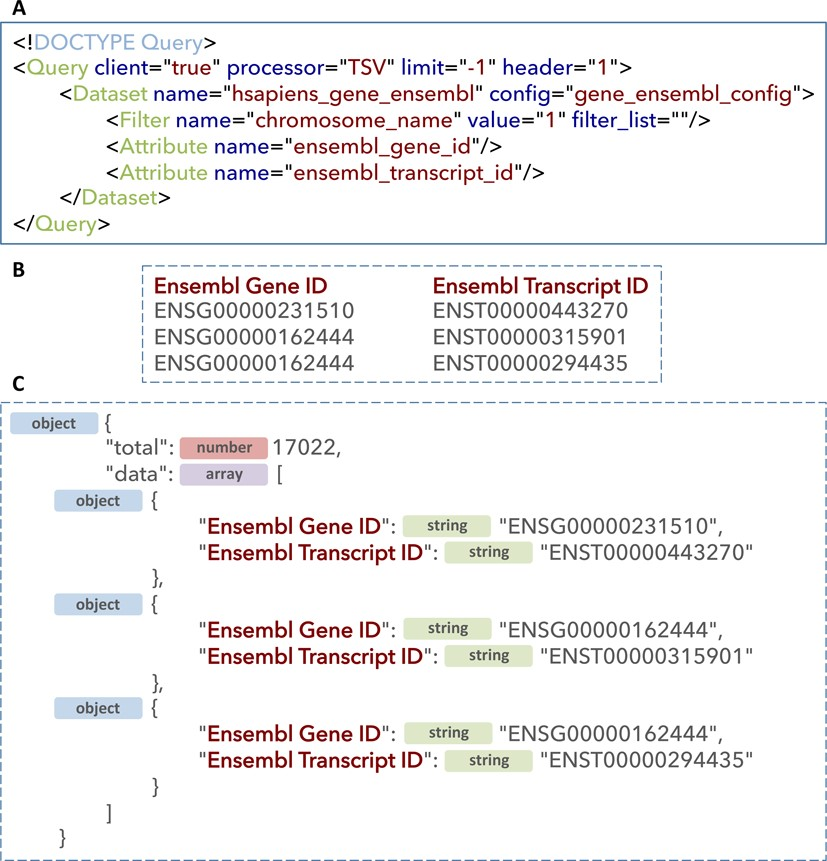 A
<!DOCTYPE Query>
<Query client="true" processor="TSV" limit="-1" header="1">
<Dataset name="hsapiens_gene_ensembl" config="gene_ensembl_config">
<Filter name="chromosome_name" value="1" filter_list=""/>
<Attribute name="ensembl_gene_id"/>
<Attribute name="ensembl_transcript_id"/>
</Dataset>
</Query>
B
Ensembl Gene ID Ensembl Transcript ID
ENSG00000231510 ENST00000443270
ENSG00000162444 ENST00000315901
ENSG00000162444 ENST00000294435
C
object {
"total": number 17022,
"data": array [
object {
"Ensembl Gene ID": string "ENSG00000231510",
"Ensembl Transcript ID": string "ENST00000443270"
},
object {
"Ensembl Gene ID": string "ENSG00000162444",
"Ensembl Transcript ID": string "ENST00000315901"
},
object {
"Ensembl Gene ID": string "ENSG00000162444",
"Ensembl Transcript ID": string "ENST00000294435"
}
]
}